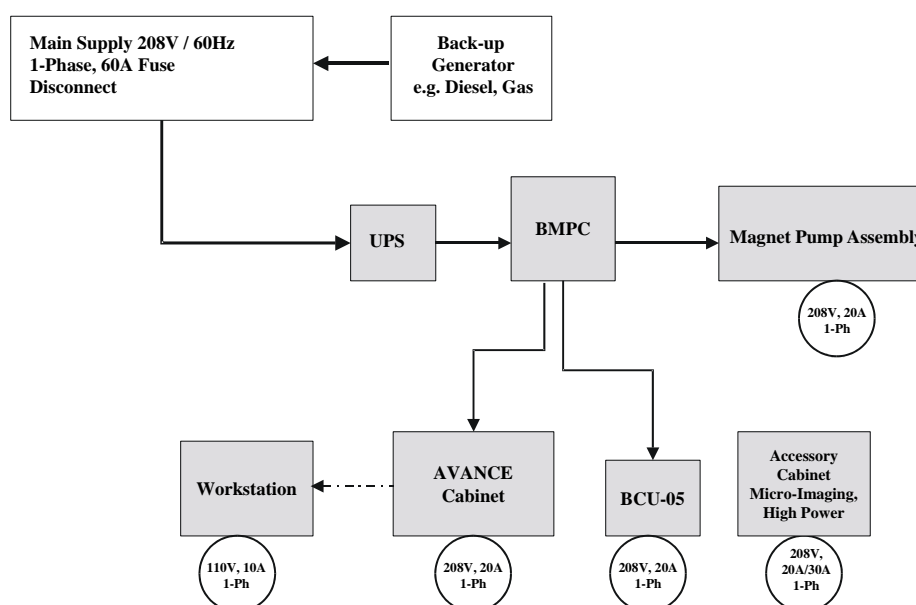 Main Supply 208V / 60Hz
1-Phase, 60A Fuse
Disconnect
Back-up
Generator
e.g. Diesel, Gas
UPS
BMPC
Magnet Pump Assembly
208V, 20A
1-Ph
Workstation
AVANCE
Cabinet
BCU-05
Accessory
Cabinet
Micro-Imaging,
High Power
110V, 10A
1-Ph
208V, 20A
1-Ph
208V, 20A
1-Ph
208V,
20A/30A
1-Ph